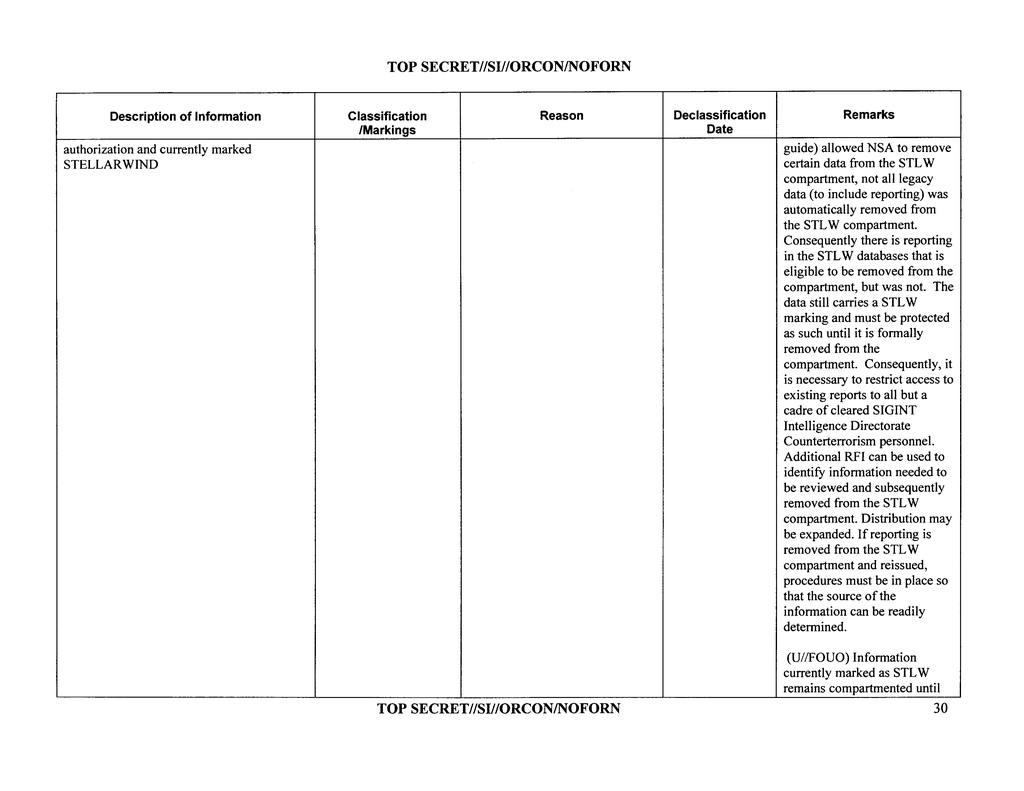 TOP SECRET//SI//ORCON/NOFORN
Description of Information
Classification
/Markings
Reason
Declassification
Date
Remarks
authorization and currently marked
STELLARWIND
guide) allowed NSA to remove
certain data from the STLW
compartment, not all legacy
data (to include reporting) was
automatically removed from
the STLW compartment.
Consequently there is reporting
in the STLW databases that is
eligible to be removed from the
compartment, but was not. The
data still carries a STLW
marking and must be protected
as such until it is formally
removed from the
compartment. Consequently, it
is necessary to restrict access to
existing reports to all but a
cadre of cleared SIGINT
Intelligence Directorate
Counterterrorism personnel.
Additional RFI can be used to
identify information needed to
be reviewed and subsequently
removed from the STLW
compartment. Distribution may
be expanded. If reporting is
removed from the STLW
compartment and reissued,
procedures must be in place so
that the source of the
information can be readily
determined.
(U//FOUO) Information
currently marked as STLW
remains compartmented until
TOP SECRET//SI//ORCON/NOFORN
30